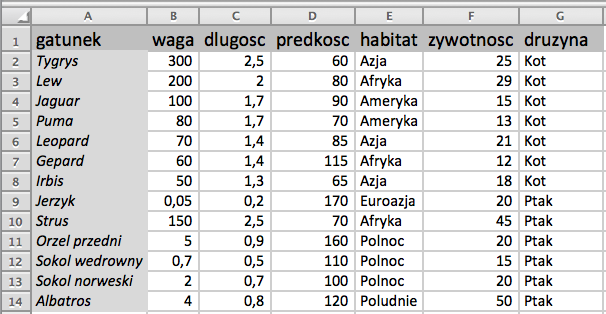 A B C D E F G
1 gatunek waga dlugosc predkosc habitat zywotnosc druzyna
2 Tygrys 300 2,5 60 Azja 25 Kot
3 Lew 200 2 80 Afryka 29 Kot
4 Jaguar 100 1,7 90 Ameryka 15 Kot
5 Puma 80 1,7 70 Ameryka 13 Kot
6 Leopard 70 1,4 85 Azja 21 Kot
7 Gepard 60 1,4 115 Afryka 12 Kot
8 Irbis 50 1,3 65 Azja 18 Kot
9 Jerzyk 0,05 0,2 170 Euroazja 20 Ptak
10 Strus 150 2,5 70 Afryka 45 Ptak
11 Orzel przedni 5 0,9 160 Polnoc 20 Ptak
12 Sokol wedrowny 0,7 0,5 110 Polnoc 15 Ptak
13 Sokol norweski 2 0,7 100 Polnoc 20 Ptak
14 Albatros 4 0,8 120 Poludnie 50 Ptak